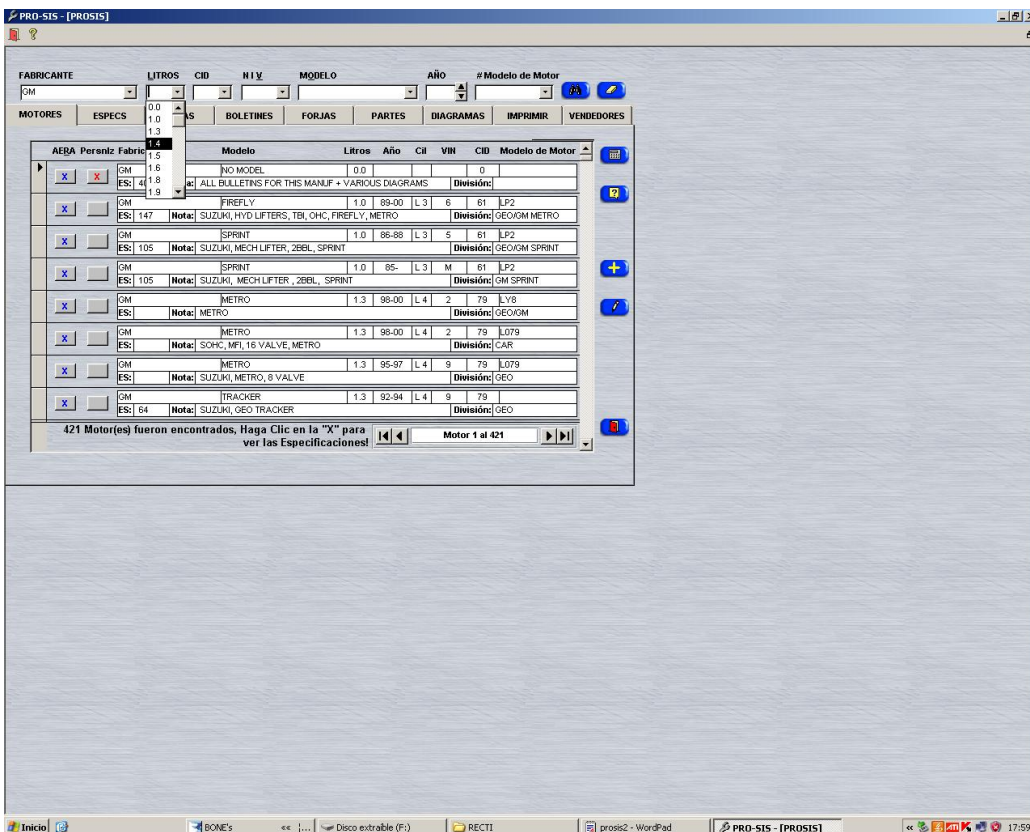 PRO-SIS - [PROSIS]
FABRICANTE LITROS CID N I V MODELO AÑO # Modelo de Motor
GM
MOTORES ESPECS AS BOLETINES FORJAS PARTES DIAGRAMAS IMPRIMIR VENDEDORES
0.0
1.0
1.3
1.4
1.5
1.6
1.8
1.9
AERA Persnlz Fabric Modelo Litros Año Cil VIN CID Modelo de Motor
X X GM NO MODEL 0.0 0
ES: a: ALL BULLETINS FOR THIS MANUF + VARIOUS DIAGRAMS División:
X GM FIREFLY 1.0 89-00 L 3 6 61 LP2
ES: 147 Nota: SUZUKI, HYD LIFTERS, TBI, OHC, FIREFLY, METRO División: GEO/GM METRO
X GM SPRINT 1.0 86-88 L 3 5 61 LP2
ES: 105 Nota: SUZUKI, MECH LIFTER, 2BBL, SPRINT División: GEO/GM SPRINT
X GM SPRINT 1.0 85- L 3 M 61 LP2
ES: 105 Nota: SUZUKI, MECH LIFTER , 2BBL, SPRINT División: GM SPRINT
X GM METRO 1.3 98-00 L 4 2 79 LY8
ES: Nota: METRO División: GEO/GM
X GM METRO 1.3 98-00 L 4 2 79 L079
ES: Nota: SOHC, MFI, 16 VALVE, METRO División: CAR
X GM METRO 1.3 95-97 L 4 9 79 L079
ES: Nota: SUZUKI, METRO, 8 VALVE División: GEO
X GM TRACKER 1.3 92-94 L 4 9 79
ES: 64 Nota: SUZUKI, GEO TRACKER División: GEO
421 Motor(es) fueron encontrados, Haga Clic en la "X" para
ver las Especificaciones!
Motor 1 al 421
Inicio BONE's Disco extraíble (F:) RECTI prosis2 - WordPad PRO-SIS - [PROSIS] 17:59